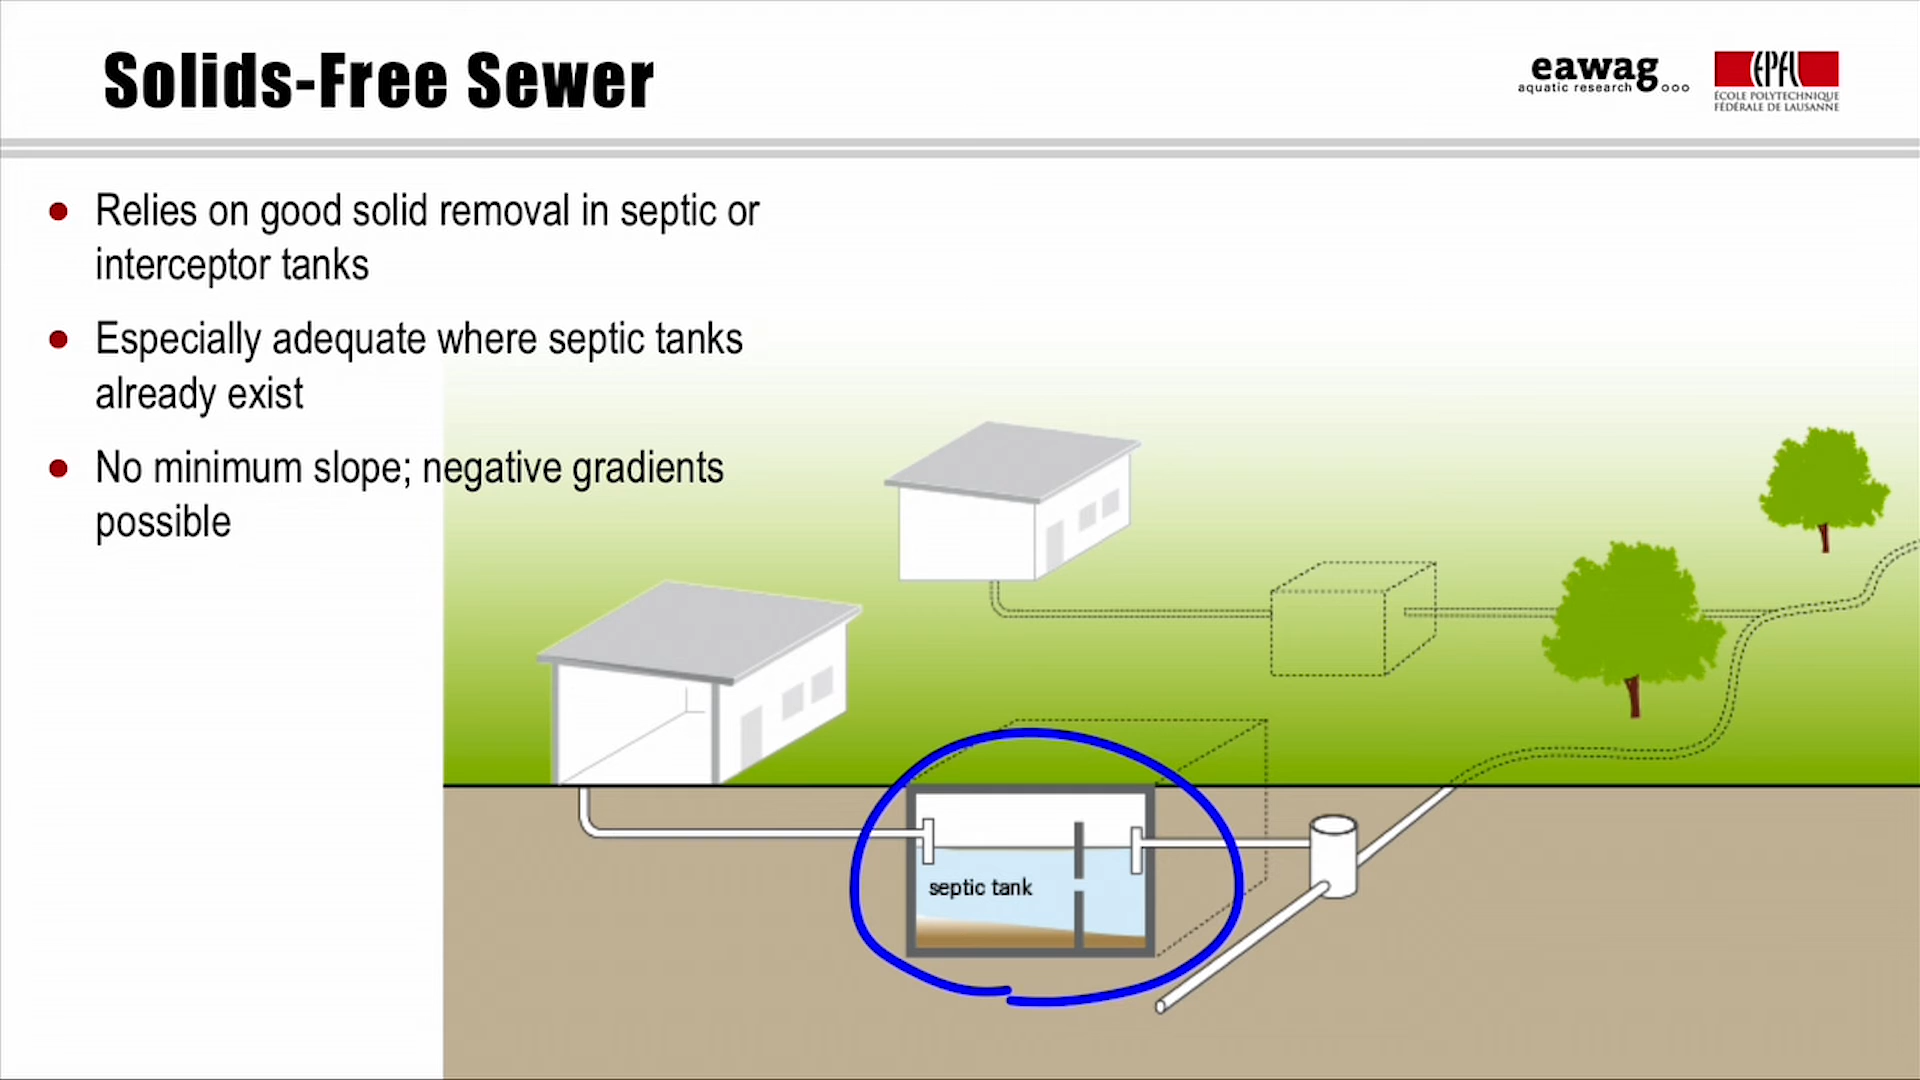 Solids-Free Sewer
eawag
aquatic research
EPFL
ÉCOLE POLYTECHNIQUE
FÉDÉRALE DE LAUSANNE
Relies on good solid removal in septic or
interceptor tanks
Especially adequate where septic tanks
already exist
No minimum slope; negative gradients
possible
septic tank